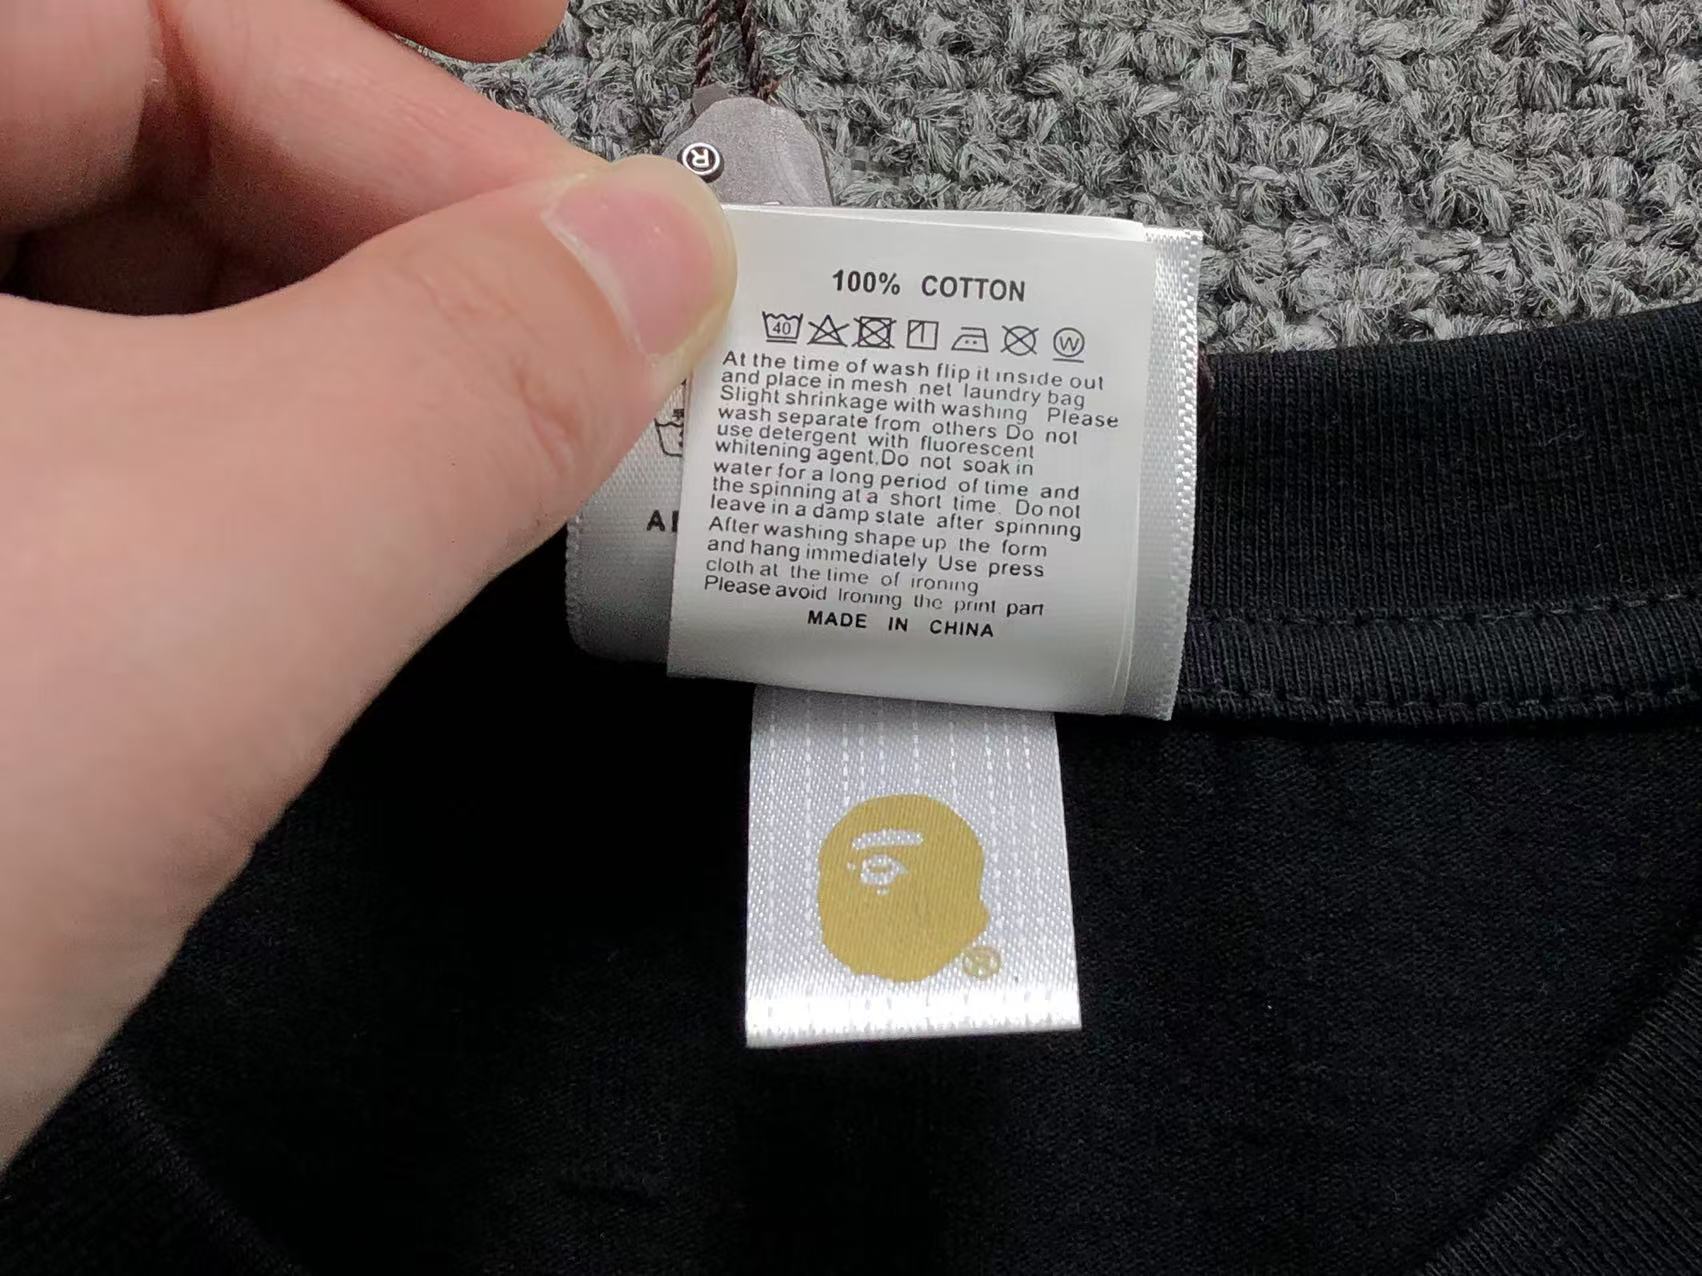 ®
100% COTTON
40
W
At the time of wash flip it inside out
and place in mesh net laundry bag
Slight shrinkage with washing Please
wash separate from others Do not
use detergent with fluorescent
whitening agent.Do not soak in
water for a long period of time and
the spinning at a short time. Do not
leave in a damp state after spinning
After washing shape up the form
and hang immediately Use press
cloth at the time of ironing
Please avoid Ironing the print part
MADE IN CHINA
®